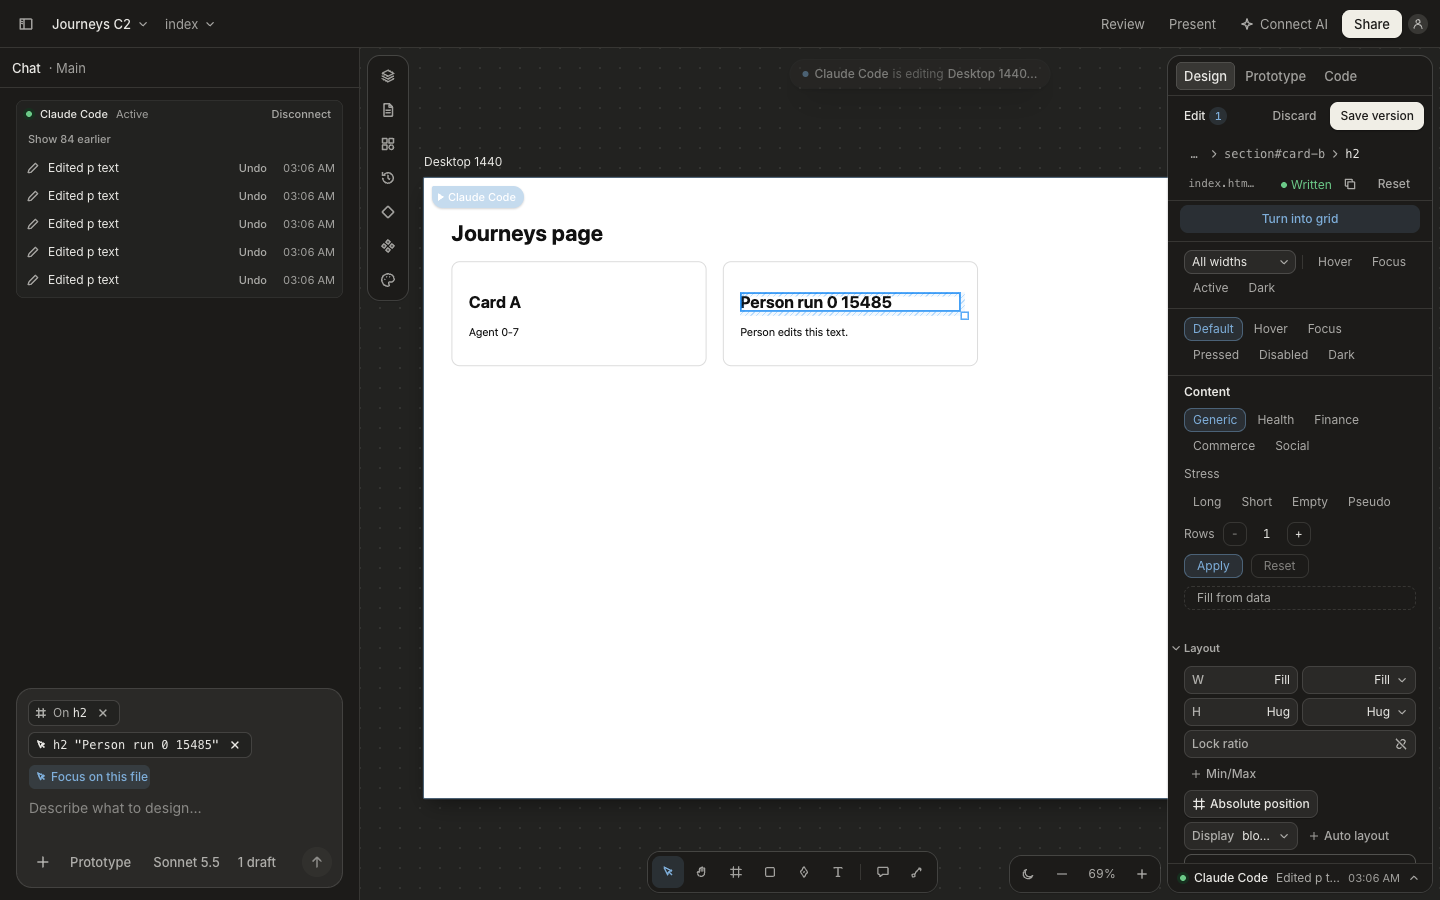 Journeys C2
index
Review
Present
Connect AI
Share
Chat · Main
Claude Code Active Disconnect
Show 84 earlier
Edited p text Undo 03:06 AM
Edited p text Undo 03:06 AM
Edited p text Undo 03:06 AM
Edited p text Undo 03:06 AM
Edited p text Undo 03:06 AM
On h2
h2 "Person run 0 15485"
Focus on this file
Describe what to design...
Prototype Sonnet 5.5 1 draft
Claude Code is editing Desktop 1440...
Desktop 1440
Claude Code
Journeys page
Card A
Agent 0-7
Person run 0 15485
Person edits this text.
69%
Design Prototype Code
Edit 1 Discard Save version
... section#card-b h2
index.htm... Written Reset
Turn into grid
All widths Hover Focus
Active Dark
Default Hover Focus
Pressed Disabled Dark
Content
Generic Health Finance
Commerce Social
Stress
Long Short Empty Pseudo
Rows - 1 +
Apply Reset
Fill from data
Layout
W Fill Fill
H Hug Hug
Lock ratio
+ Min/Max
Absolute position
Display blo... + Auto layout
Claude Code Edited p t... 03:06 AM